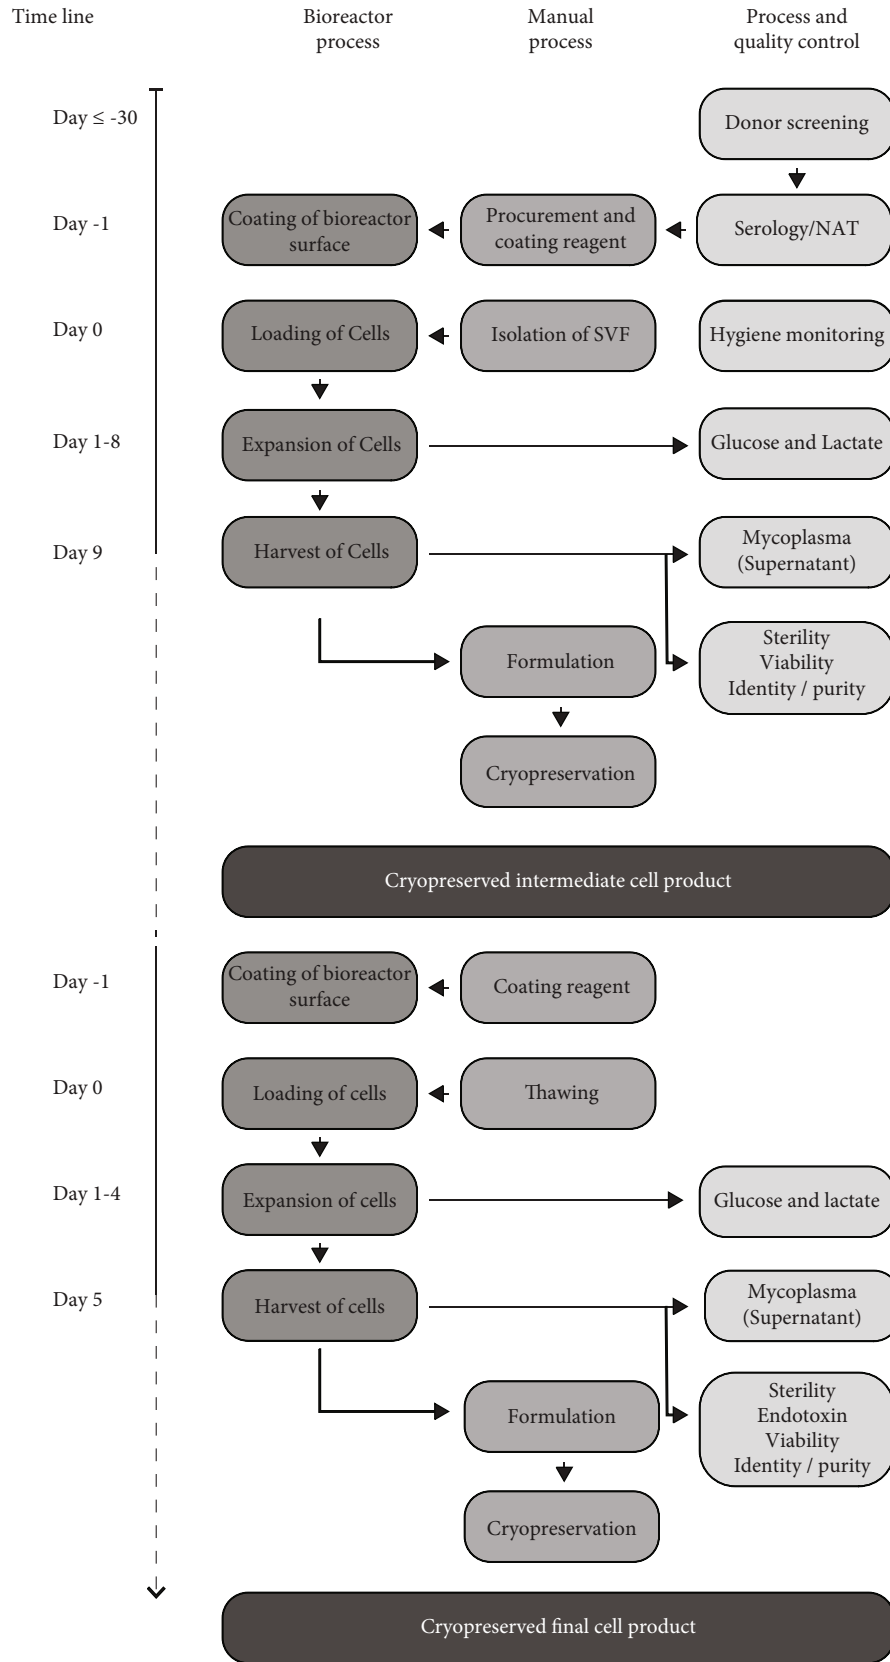 Time line
Bioreactor
process
Manual
process
Process and
quality control
Day ≤ -30
Donor screening
Day -1
Coating of bioreactor
surface
Procurement and
coating reagent
Serology/NAT
Day 0
Loading of Cells
Isolation of SVF
Hygiene monitoring
Day 1-8
Expansion of Cells
Glucose and Lactate
Day 9
Harvest of Cells
Mycoplasma
(Supernatant)
Formulation
Sterility
Viability
Identity / purity
Cryopreservation
Cryopreserved intermediate cell product
Day -1
Coating of bioreactor
surface
Coating reagent
Day 0
Loading of cells
Thawing
Day 1-4
Expansion of cells
Glucose and lactate
Day 5
Harvest of cells
Mycoplasma
(Supernatant)
Formulation
Sterility
Endotoxin
Viability
Identity / purity
Cryopreservation
Cryopreserved final cell product